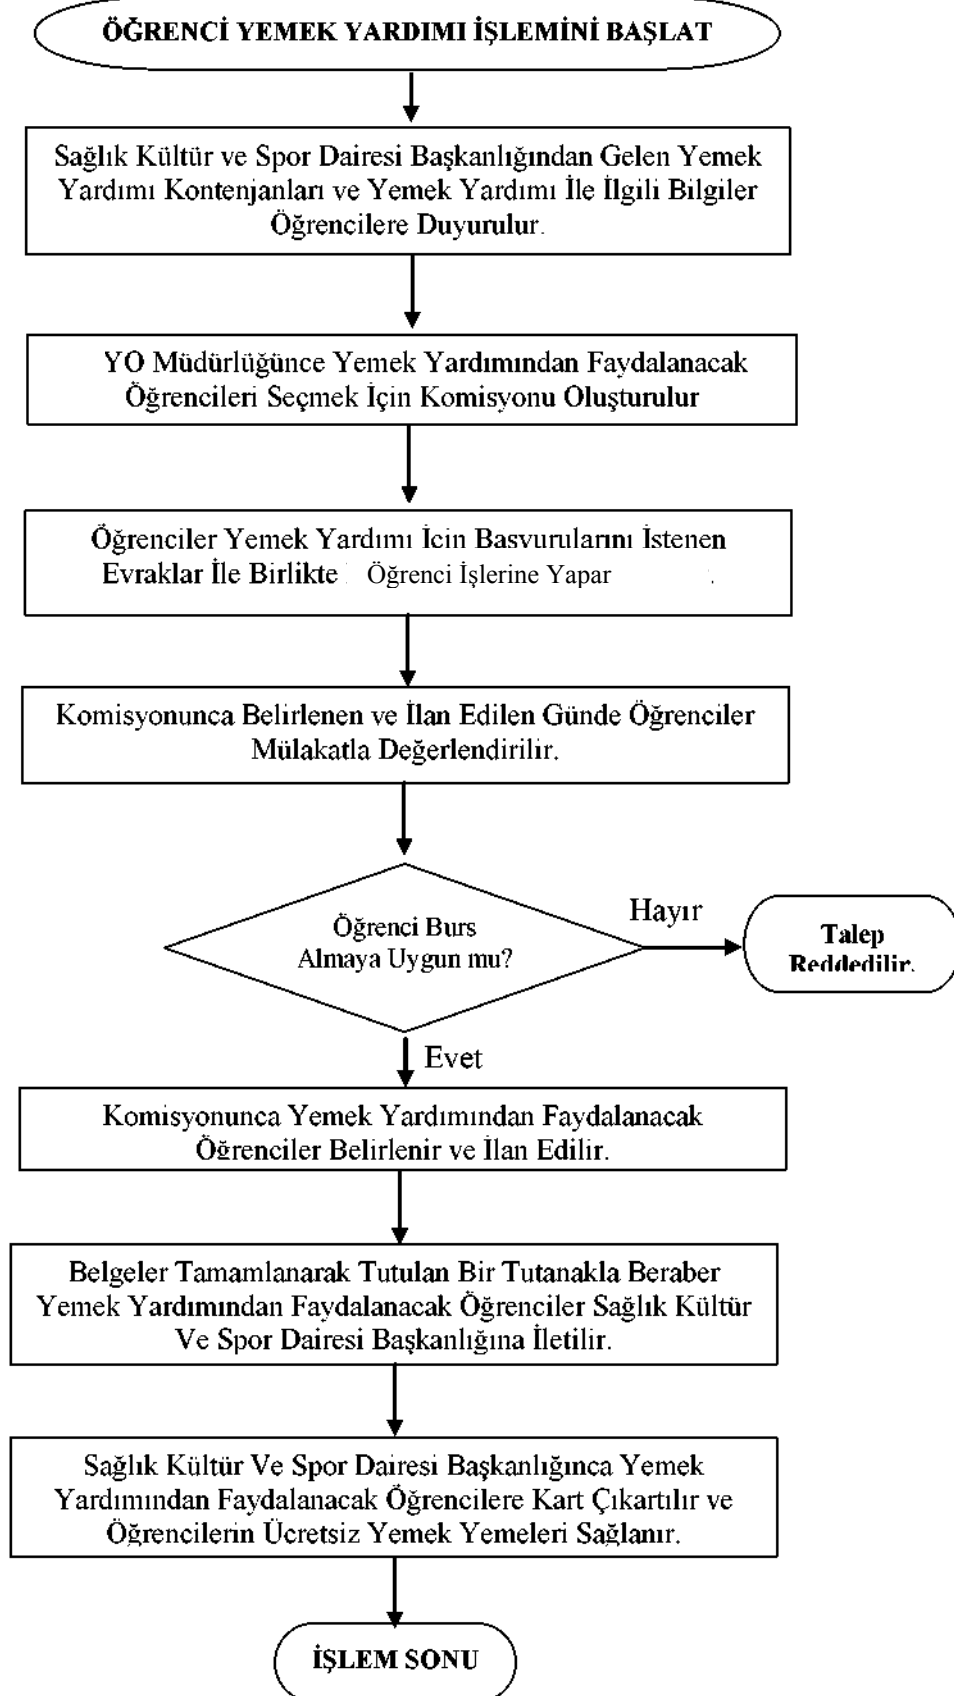 ÖĞRENCİ YEMEK YARDIMI İŞLEMİNİ BAŞLAT
Sağlık Kültür ve Spor Dairesi Başkanlığından Gelen Yemek
Yardımı Kontenjanları ve Yemek Yardımı İle İlgili Bilgiler
Öğrencilere Duyurulur.
YO Müdürlüğünce Yemek Yardımından Faydalanacak
Öğrencileri Seçmek İçin Komisyonu Oluşturulur
Öğrenciler Yemek Yardımı İcin Basvurularını İstenen
Evraklar İle Birlikte Öğrenci İşlerine Yapar .
Komisyonunca Belirlenen ve İlan Edilen Günde Öğrenciler
Mülakatla Değerlendirilir.
Öğrenci Burs
Almaya Uygun mu?
Hayır
Talep
Reddedilir.
Evet
Komisyonunca Yemek Yardımından Faydalanacak
Öğrenciler Belirlenir ve İlan Edilir.
Belgeler Tamamlanarak Tutulan Bir Tutanakla Beraber
Yemek Yardımından Faydalanacak Öğrenciler Sağlık Kültür
Ve Spor Dairesi Başkanlığına İletilir.
Sağlık Kültür Ve Spor Dairesi Başkanlığınca Yemek
Yardımından Faydalanacak Öğrencilere Kart Çıkartılır ve
Öğrencilerin Ücretsiz Yemek Yemeleri Sağlanır.
İŞLEM SONU